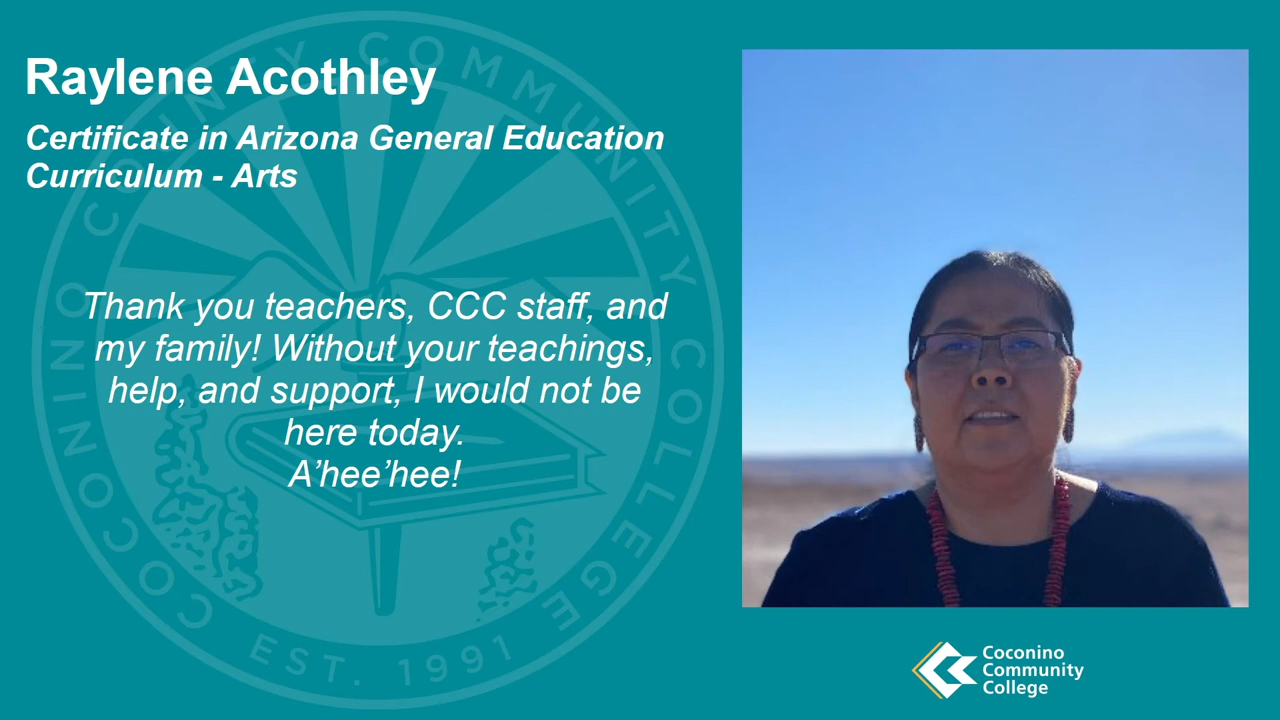 Raylene Acothley
Certificate in Arizona General Education
Curriculum - Arts
Thank you teachers, CCC staff, and
my family! Without your teachings,
help, and support, I would not be
here today.
A’hee’hee!
COCONINO COUNTY COMMUNITY COLLEGE
EST. 1991
Coconino
Community
College